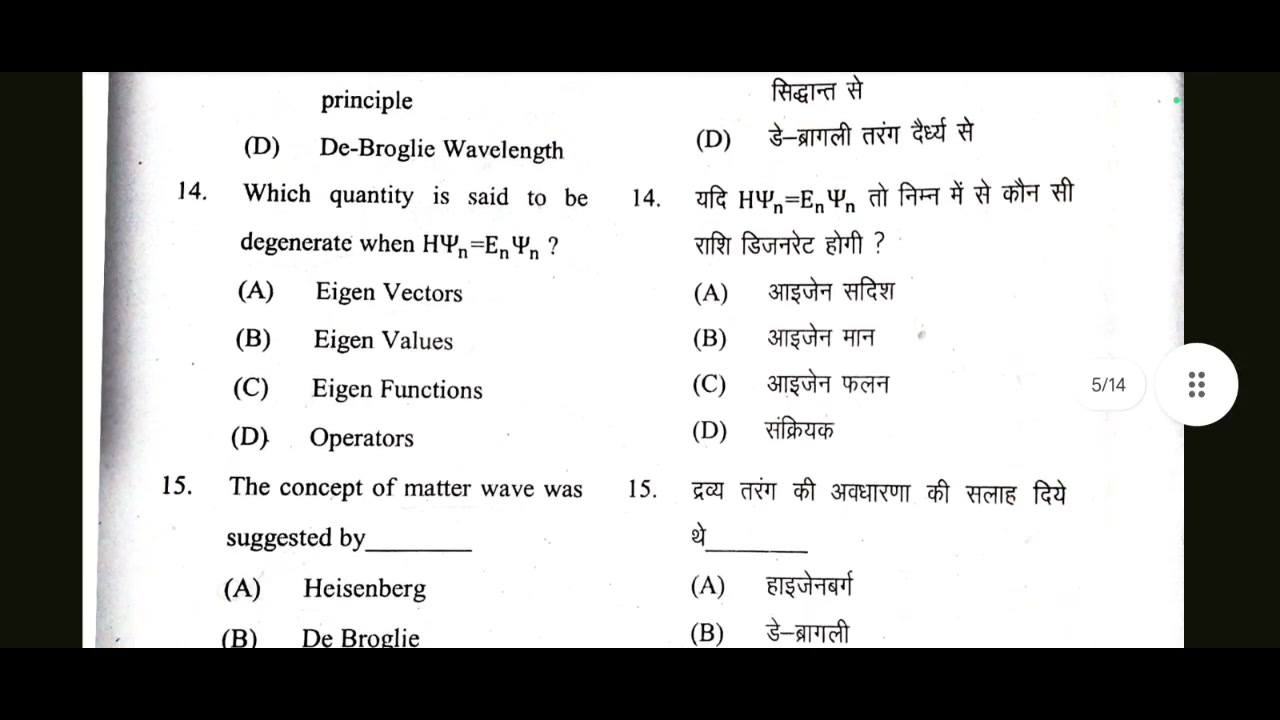 principle
(D) De-Broglie Wavelength
14. Which quantity is said to be
degenerate when HΨn=EnΨn ?
(A) Eigen Vectors
(B) Eigen Values
(C) Eigen Functions
(D) Operators
15. The concept of matter wave was
suggested by________
(A) Heisenberg
(B) De Broglie
सिद्धान्त से
(D) डे–ब्रागली तरंग दैर्ध्य से
14. यदि HΨn=EnΨn तो निम्न में से कौन सी
राशि डिजनरेट होगी ?
(A) आइजेन सदिश
(B) आइजेन मान
(C) आइजेन फलन
(D) संक्रियक
15. द्रव्य तरंग की अवधारणा की सलाह दिये
थे________
(A) हाइजेनबर्ग
(B) डे–ब्रागली
5/14